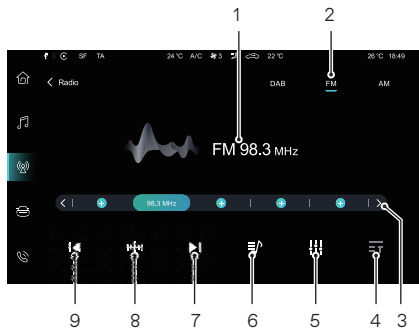 1 2
SF TA 24 °C A/C 3 22 °C 26 °C 18:49
Radio DAB FM AM
FM 98.3 MHz
98,3 MHz
9 8 7 6 5 4 3